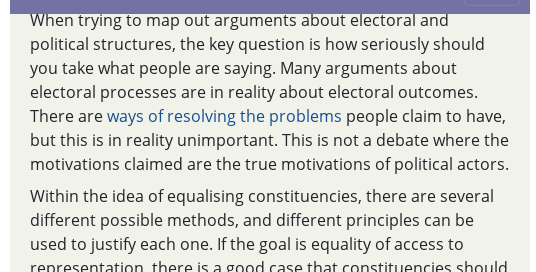 When trying to map out arguments about electoral and
political structures, the key question is how seriously should
you take what people are saying. Many arguments about
electoral processes are in reality about electoral outcomes.
There are ways of resolving the problems people claim to have,
but this is in reality unimportant. This is not a debate where the
motivations claimed are the true motivations of political actors.
Within the idea of equalising constituencies, there are several
different possible methods, and different principles can be
used to justify each one. If the goal is equality of access to
representation, there is a good case that constituencies should